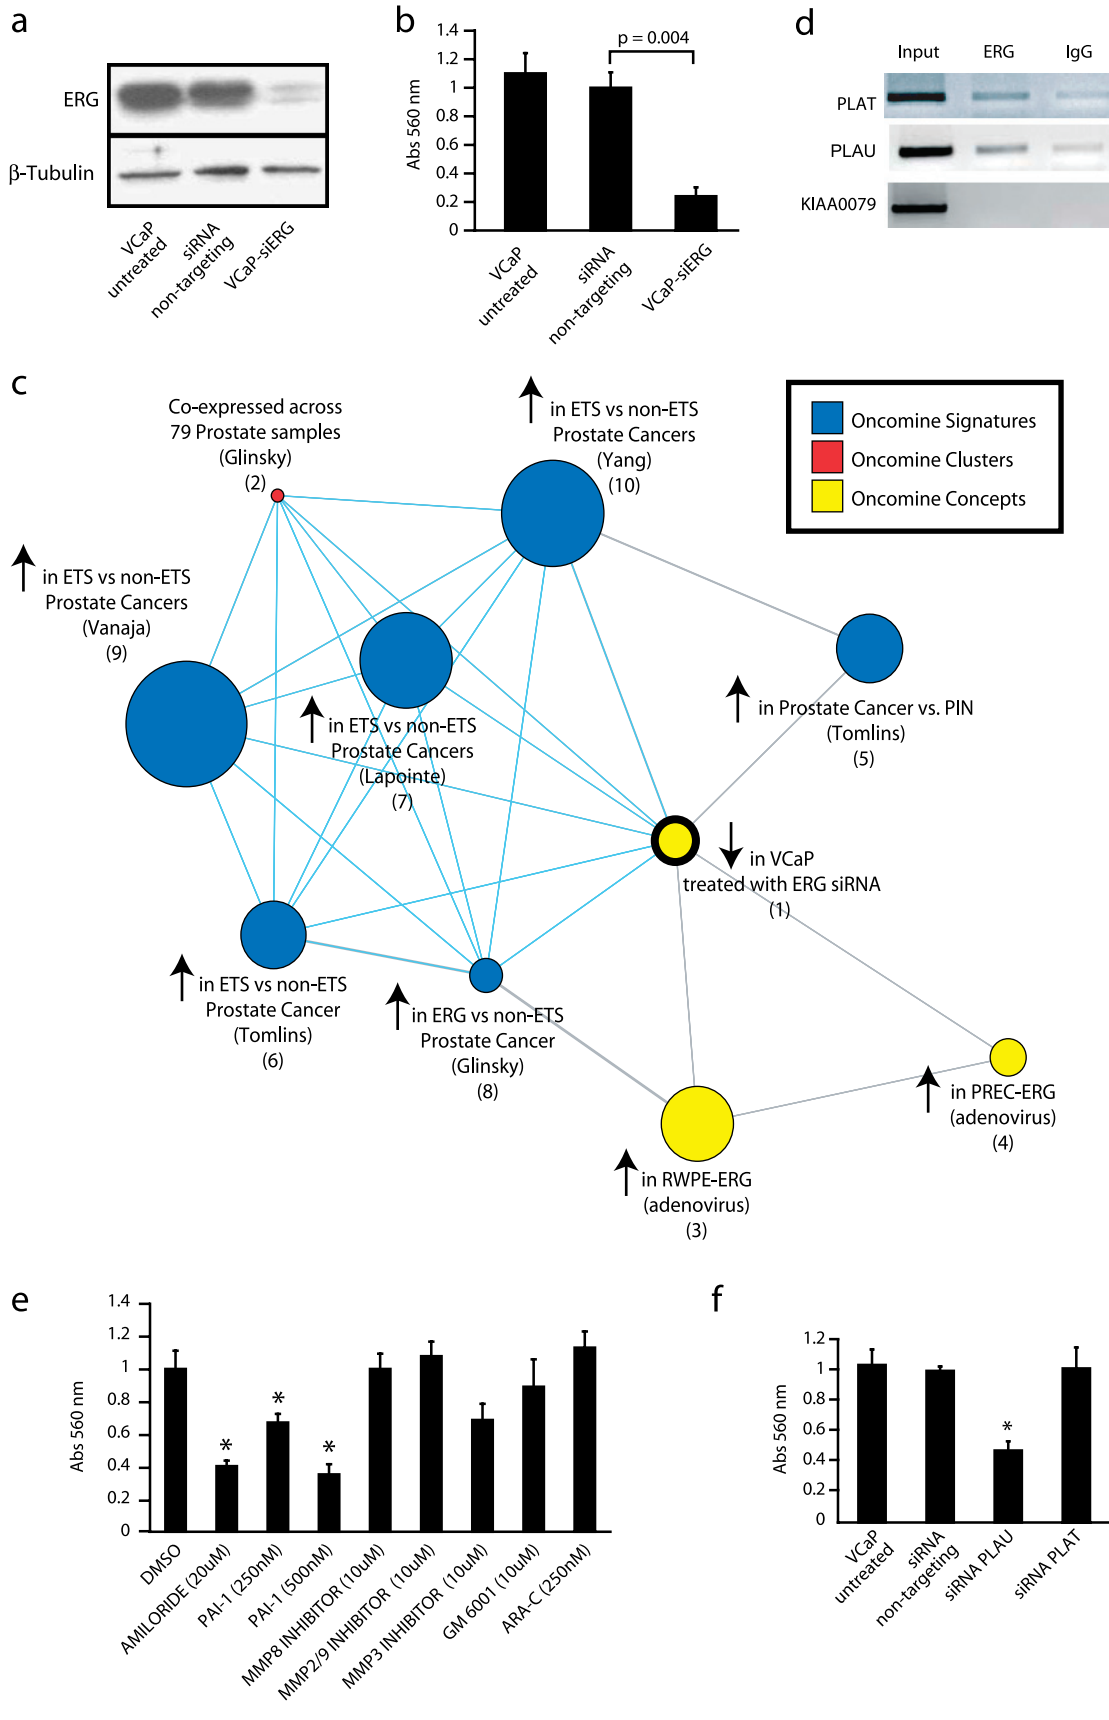 a
ERG
β-Tubulin
VCaP
untreated
siRNA
non-targeting
VCaP-siERG
b
1.4
1.2
1
0.8
0.6
0.4
0.2
0
Abs 560 nm
p = 0.004
VCaP
untreated
siRNA
non-targeting
VCaP-siERG
d
Input
ERG
IgG
PLAT
PLAU
KIAA0079
c
Co-expressed across
79 Prostate samples
(Glinsky)
(2)
in ETS vs non-ETS
Prostate Cancers
(Yang)
(10)
Oncomine Signatures
Oncomine Clusters
Oncomine Concepts
in ETS vs non-ETS
Prostate Cancers
(Vanaja)
(9)
in ETS vs non-ETS
Prostate Cancers
(Lapointe)
(7)
in Prostate Cancer vs. PIN
(Tomlins)
(5)
in VCaP
treated with ERG siRNA
(1)
in ETS vs non-ETS
Prostate Cancer
(Tomlins)
(6)
in ERG vs non-ETS
Prostate Cancer
(Glinsky)
(8)
in PREC-ERG
(adenovirus)
(4)
in RWPE-ERG
(adenovirus)
(3)
e
1.4
1.2
1
0.8
0.6
0.4
0.2
0
Abs 560 nm
*
*
*
DMSO
AMILORIDE (20uM)
PAI-1 (250nM)
PAI-1 (500nM)
MMP8 INHIBITOR (10uM)
MMP2/9 INHIBITOR (10uM)
MMP3 INHIBITOR (10uM)
GM 6001 (10uM)
ARA-C (250nM)
f
1.2
1
0.8
0.6
0.4
0.2
0
Abs 560 nm
*
VCaP
untreated
siRNA
non-targeting
siRNA PLAU
siRNA PLAT